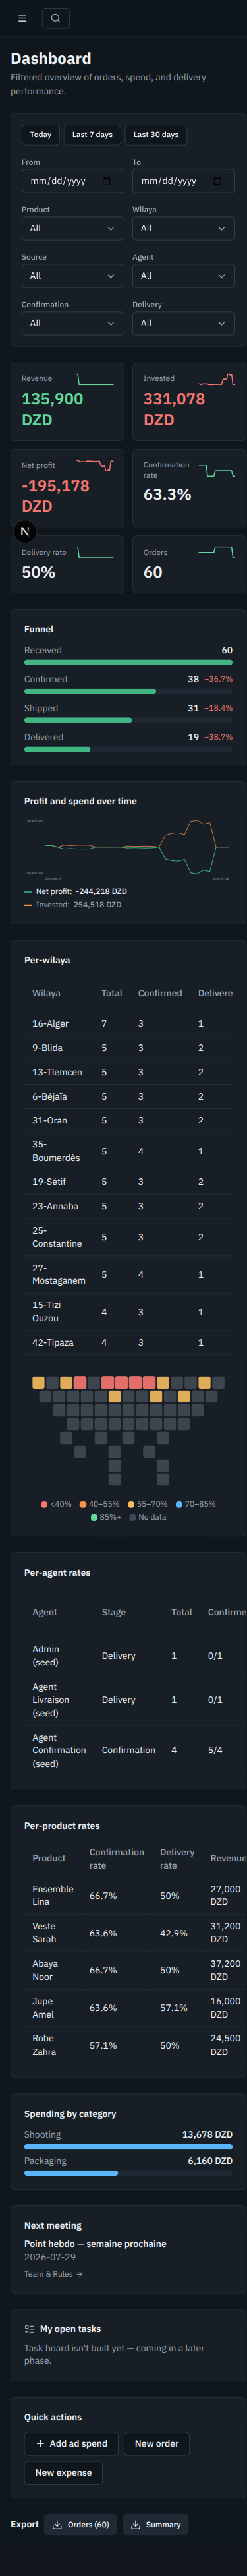 Dashboard
Filtered overview of orders, spend, and delivery
performance.
Today Last 7 days Last 30 days
From To
mm/dd/yyyy mm/dd/yyyy
Product Wilaya
All All
Source Agent
All All
Confirmation Delivery
All All
Revenue Invested
135,900 331,078
DZD DZD
Net profit Confirmation
rate
-195,178 63.3%
DZD
N
Delivery rate Orders
50% 60
Funnel
Received 60
Confirmed 38 −36.7%
Shipped 31 −18.4%
Delivered 19 −38.7%
Profit and spend over time
Net profit: -244,218 DZD
Invested: 254,518 DZD
Per-wilaya
Wilaya Total Confirmed Delivere
16-Alger 7 3 1
9-Blida 5 3 2
13-Tlemcen 5 3 2
6-Béjaïa 5 3 2
31-Oran 5 3 2
35-
Boumerdès 5 4 1
19-Sétif 5 3 2
23-Annaba 5 3 2
25-
Constantine 5 3 2
27-
Mostaganem 5 4 1
15-Tizi
Ouzou 4 3 1
42-Tipaza 4 3 1
<40% 40–55% 55–70% 70–85%
85%+ No data
Per-agent rates
Agent Stage Total Confirme
Admin
(seed) Delivery 1 0/1
Agent
Livraison
(seed) Delivery 1 0/1
Agent
Confirmation
(seed) Confirmation 4 5/4
Per-product rates
Product Confirmation
rate Delivery
rate Revenue
Ensemble
Lina 66.7% 50% 27,000
DZD
Veste
Sarah 63.6% 42.9% 31,200
DZD
Abaya
Noor 66.7% 50% 37,200
DZD
Jupe
Amel 63.6% 57.1% 16,000
DZD
Robe
Zahra 57.1% 50% 24,500
DZD
Spending by category
Shooting 13,678 DZD
Packaging 6,160 DZD
Next meeting
Point hebdo — semaine prochaine
2026-07-29
Team & Rules →
My open tasks
Task board isn't built yet — coming in a later
phase.
Quick actions
+ Add ad spend New order
New expense
Export Orders (60) Summary